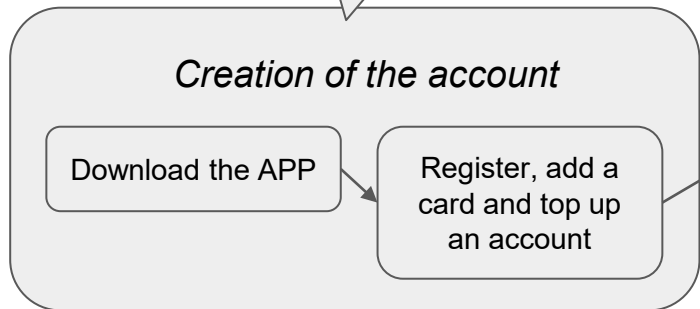 Creation of the account
Download the APP
Register, add a
card and top up
an account